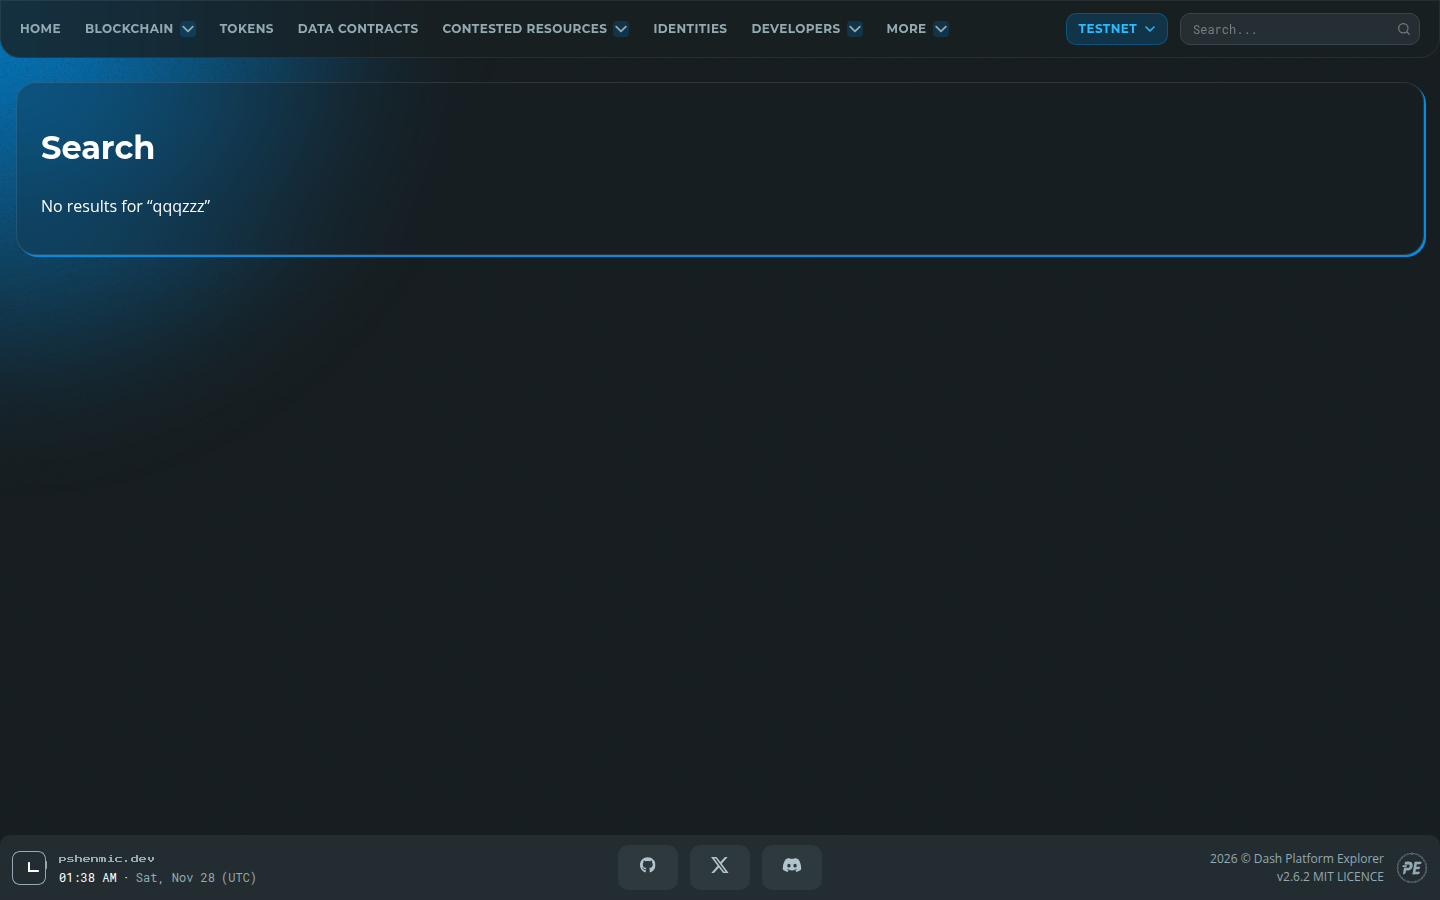 HOME BLOCKCHAIN TOKENS DATA CONTRACTS CONTESTED RESOURCES IDENTITIES DEVELOPERS MORE TESTNET Search...
Search
No results for “qqqzzz”
pshenmic.dev
01:38 AM · Sat, Nov 28 (UTC)
2026 © Dash Platform Explorer
v2.6.2 MIT LICENCE
PE